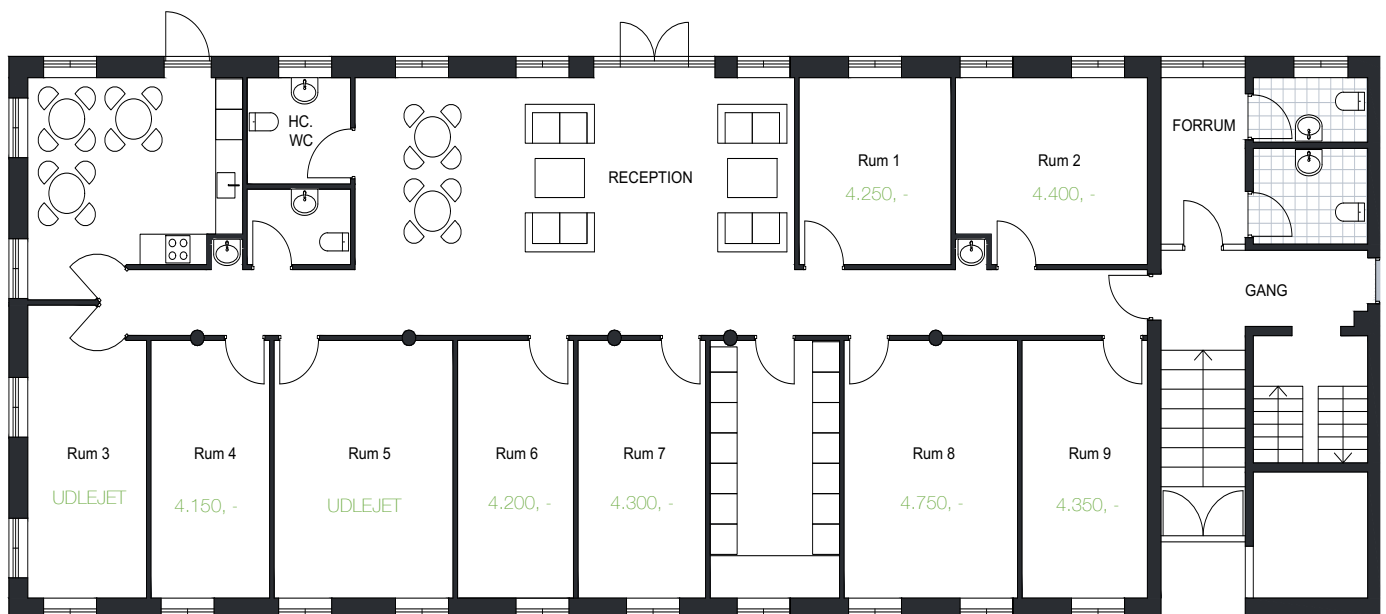 HC.
WC
FORRUM
RECEPTION
Rum 1
4.250, -
Rum 2
4.400, -
GANG
Rum 3
UDLEJET
Rum 4
4.150, -
Rum 5
UDLEJET
Rum 6
4.200, -
Rum 7
4.300, -
Rum 8
4.750, -
Rum 9
4.350, -